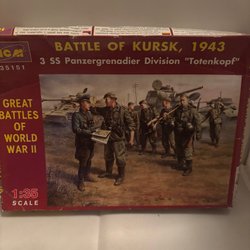 ICM
35151
BATTLE OF KURSK, 1943
3 SS Panzergrenadier Division "Totenkopf"
GREAT
BATTLES
OF
WORLD
WAR II
1:35
SCALE